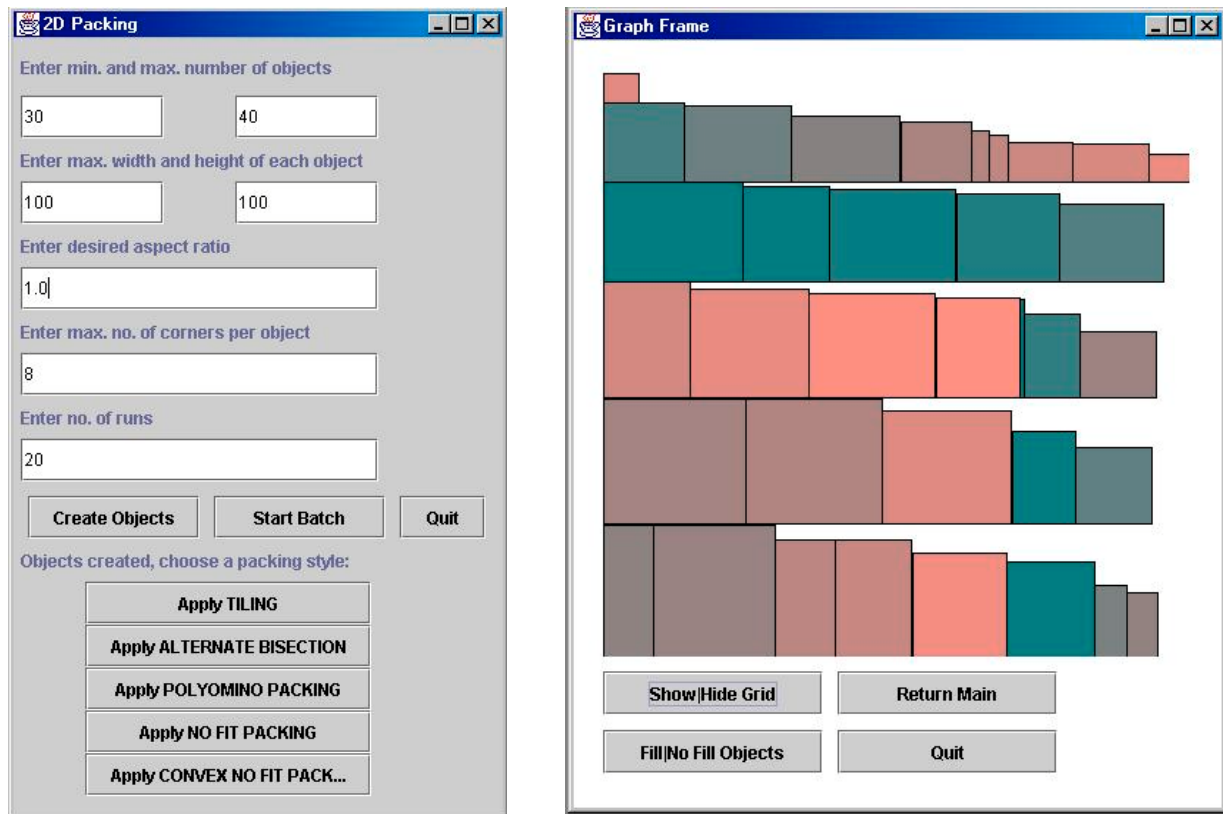 2D Packing
Enter min. and max. number of objects
30 40
Enter max. width and height of each object
100 100
Enter desired aspect ratio
1.0
Enter max. no. of corners per object
8
Enter no. of runs
20
Create Objects Start Batch Quit
Objects created, choose a packing style:
Apply TILING
Apply ALTERNATE BISECTION
Apply POLYOMINO PACKING
Apply NO FIT PACKING
Apply CONVEX NO FIT PACK...
Graph Frame
Show|Hide Grid Return Main
Fill|No Fill Objects Quit